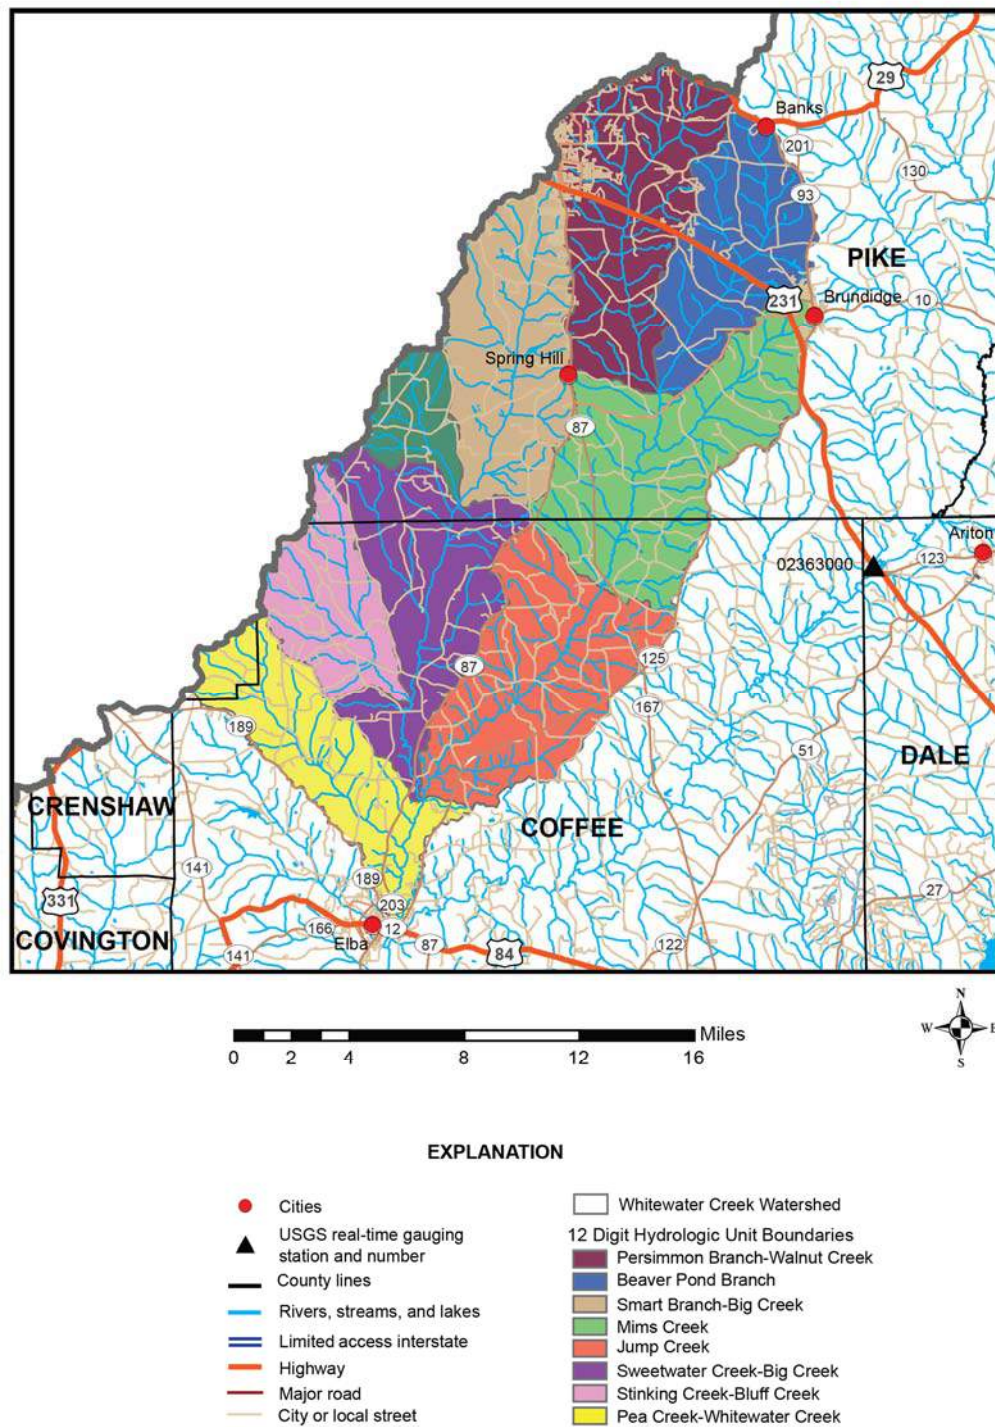 29
Banks
201
130
93
PIKE
Brundidge
10
231
Spring Hill
87
Ariton
02363000
123
125
87
167
189
51
DALE
CRENSHAW
COFFEE
141
189
27
331
203
COVINGTON
166
12
Elba
87
122
141
84
N
W E
S
Miles
0 2 4 8 12 16
EXPLANATION
Cities
USGS real-time gauging
station and number
County lines
Rivers, streams, and lakes
Limited access interstate
Highway
Major road
City or local street
Whitewater Creek Watershed
12 Digit Hydrologic Unit Boundaries
Persimmon Branch-Walnut Creek
Beaver Pond Branch
Smart Branch-Big Creek
Mims Creek
Jump Creek
Sweetwater Creek-Big Creek
Stinking Creek-Bluff Creek
Pea Creek-Whitewater Creek